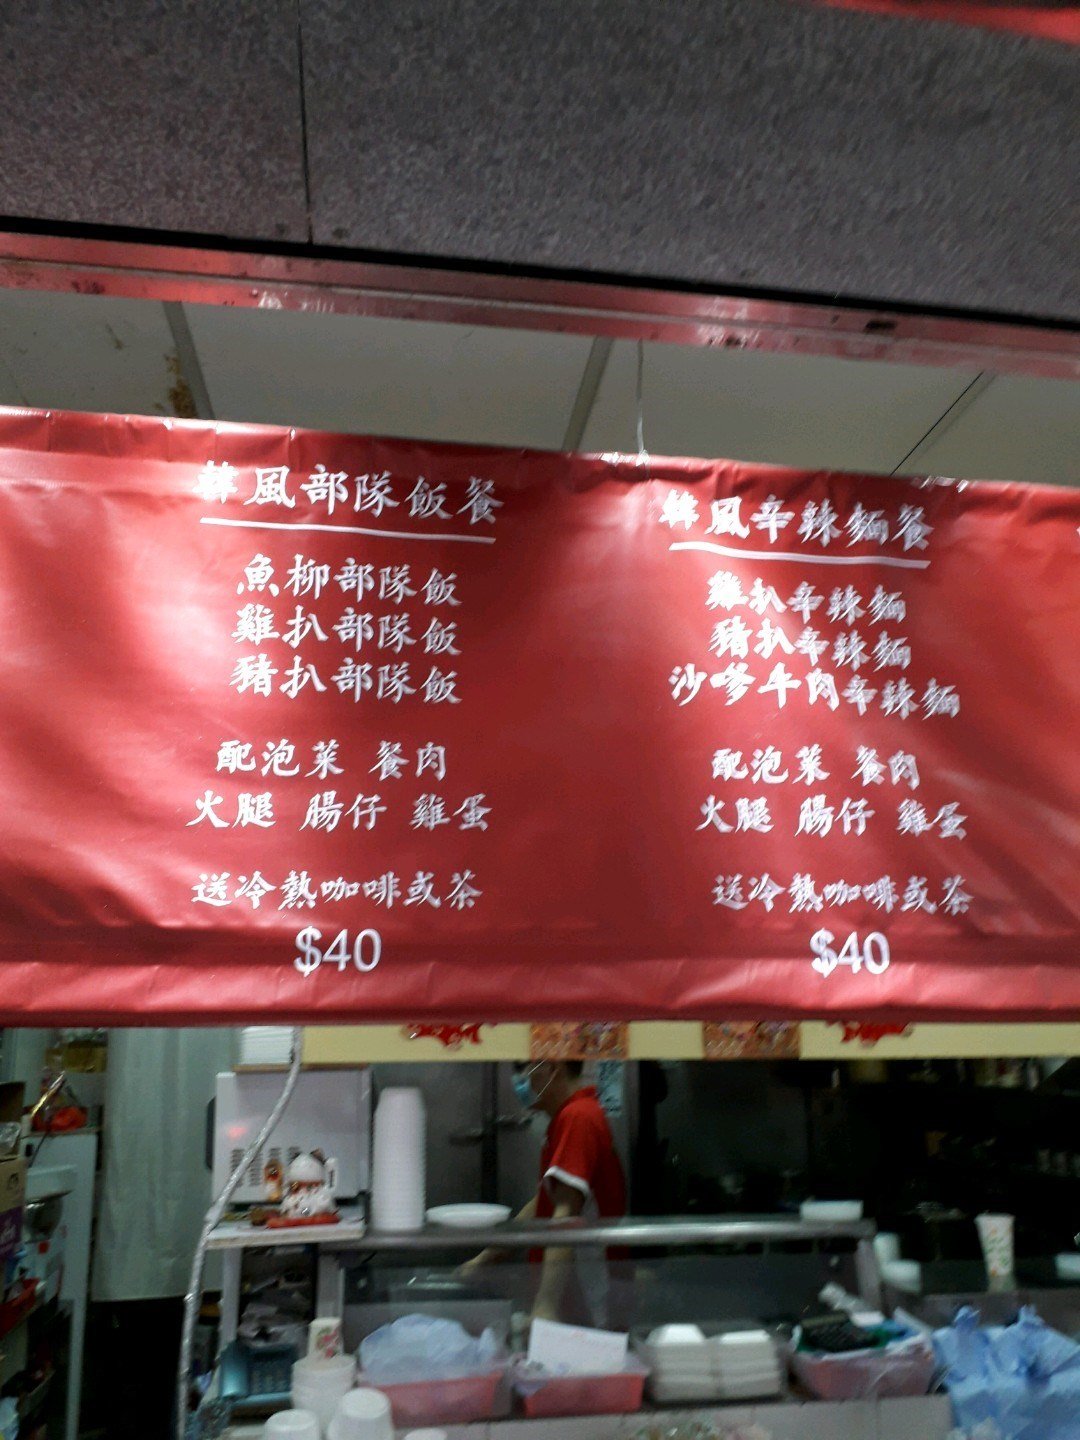 韓風部隊飯餐
魚柳部隊飯
雞扒部隊飯
豬扒部隊飯
配泡菜 餐肉
火腿 腸仔 雞蛋
送冷熱咖啡或茶
$40
韓風辛辣麵餐
雞扒辛辣麵
豬扒辛辣麵
沙嗲牛肉辛辣麵
配泡菜 餐肉
火腿 腸仔 雞蛋
送冷熱咖啡或茶
$40